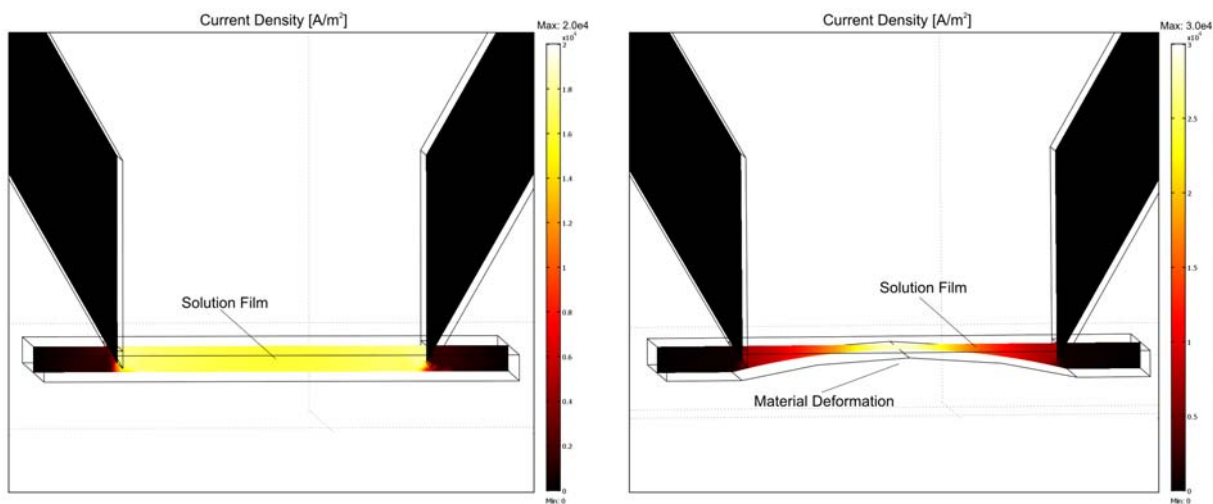 Current Density [A/m²]
Max: 2.0e4
x10⁴
2
1.8
1.6
1.4
1.2
1
0.8
0.6
0.4
0.2
0
Min: 0
Solution Film
Current Density [A/m²]
Max: 3.0e4
x10⁴
3
2.5
2
1.5
1
0.5
0
Min: 0
Solution Film
Material Deformation